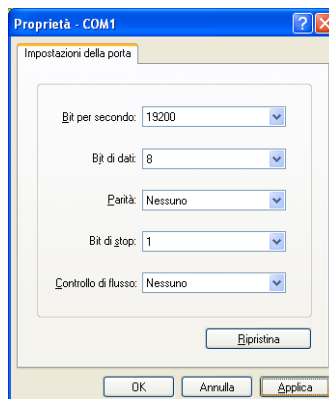 Proprietà - COM1
Impostazioni della porta
Bit per secondo: 19200
Bit di dati: 8
Parità: Nessuno
Bit di stop: 1
Controllo di flusso: Nessuno
Ripristina
OK Annulla Applica